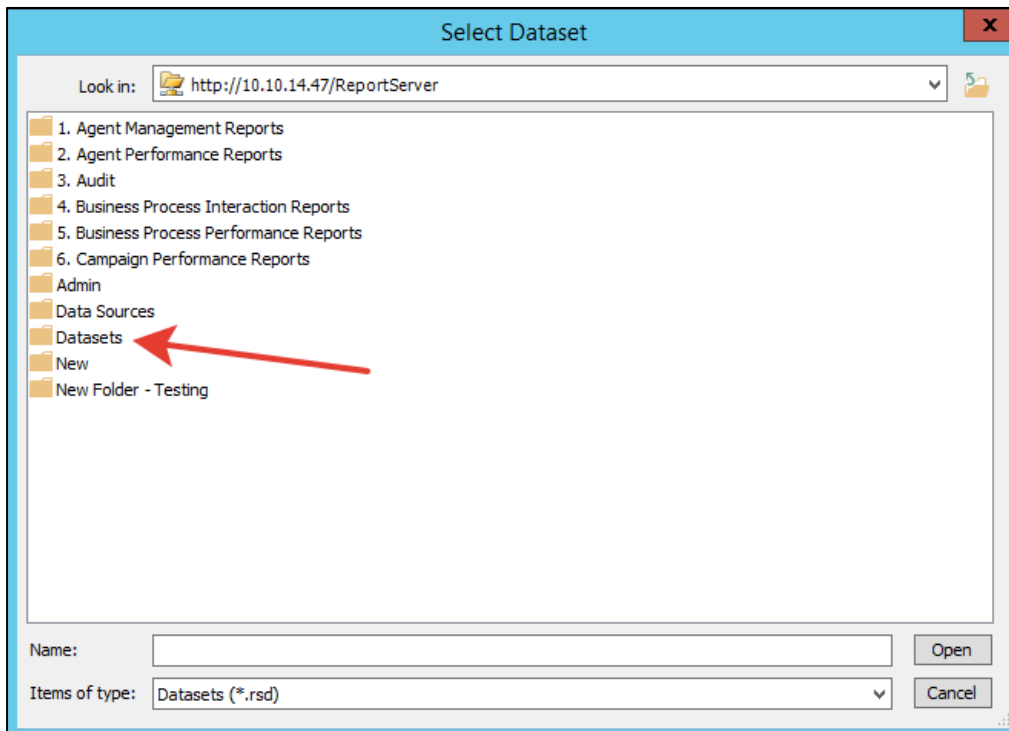 Select Dataset
x
Look in: http://10.10.14.47/ReportServer
1. Agent Management Reports
2. Agent Performance Reports
3. Audit
4. Business Process Interaction Reports
5. Business Process Performance Reports
6. Campaign Performance Reports
Admin
Data Sources
Datasets
New
New Folder - Testing
Name: Open
Items of type: Datasets (*.rsd) Cancel